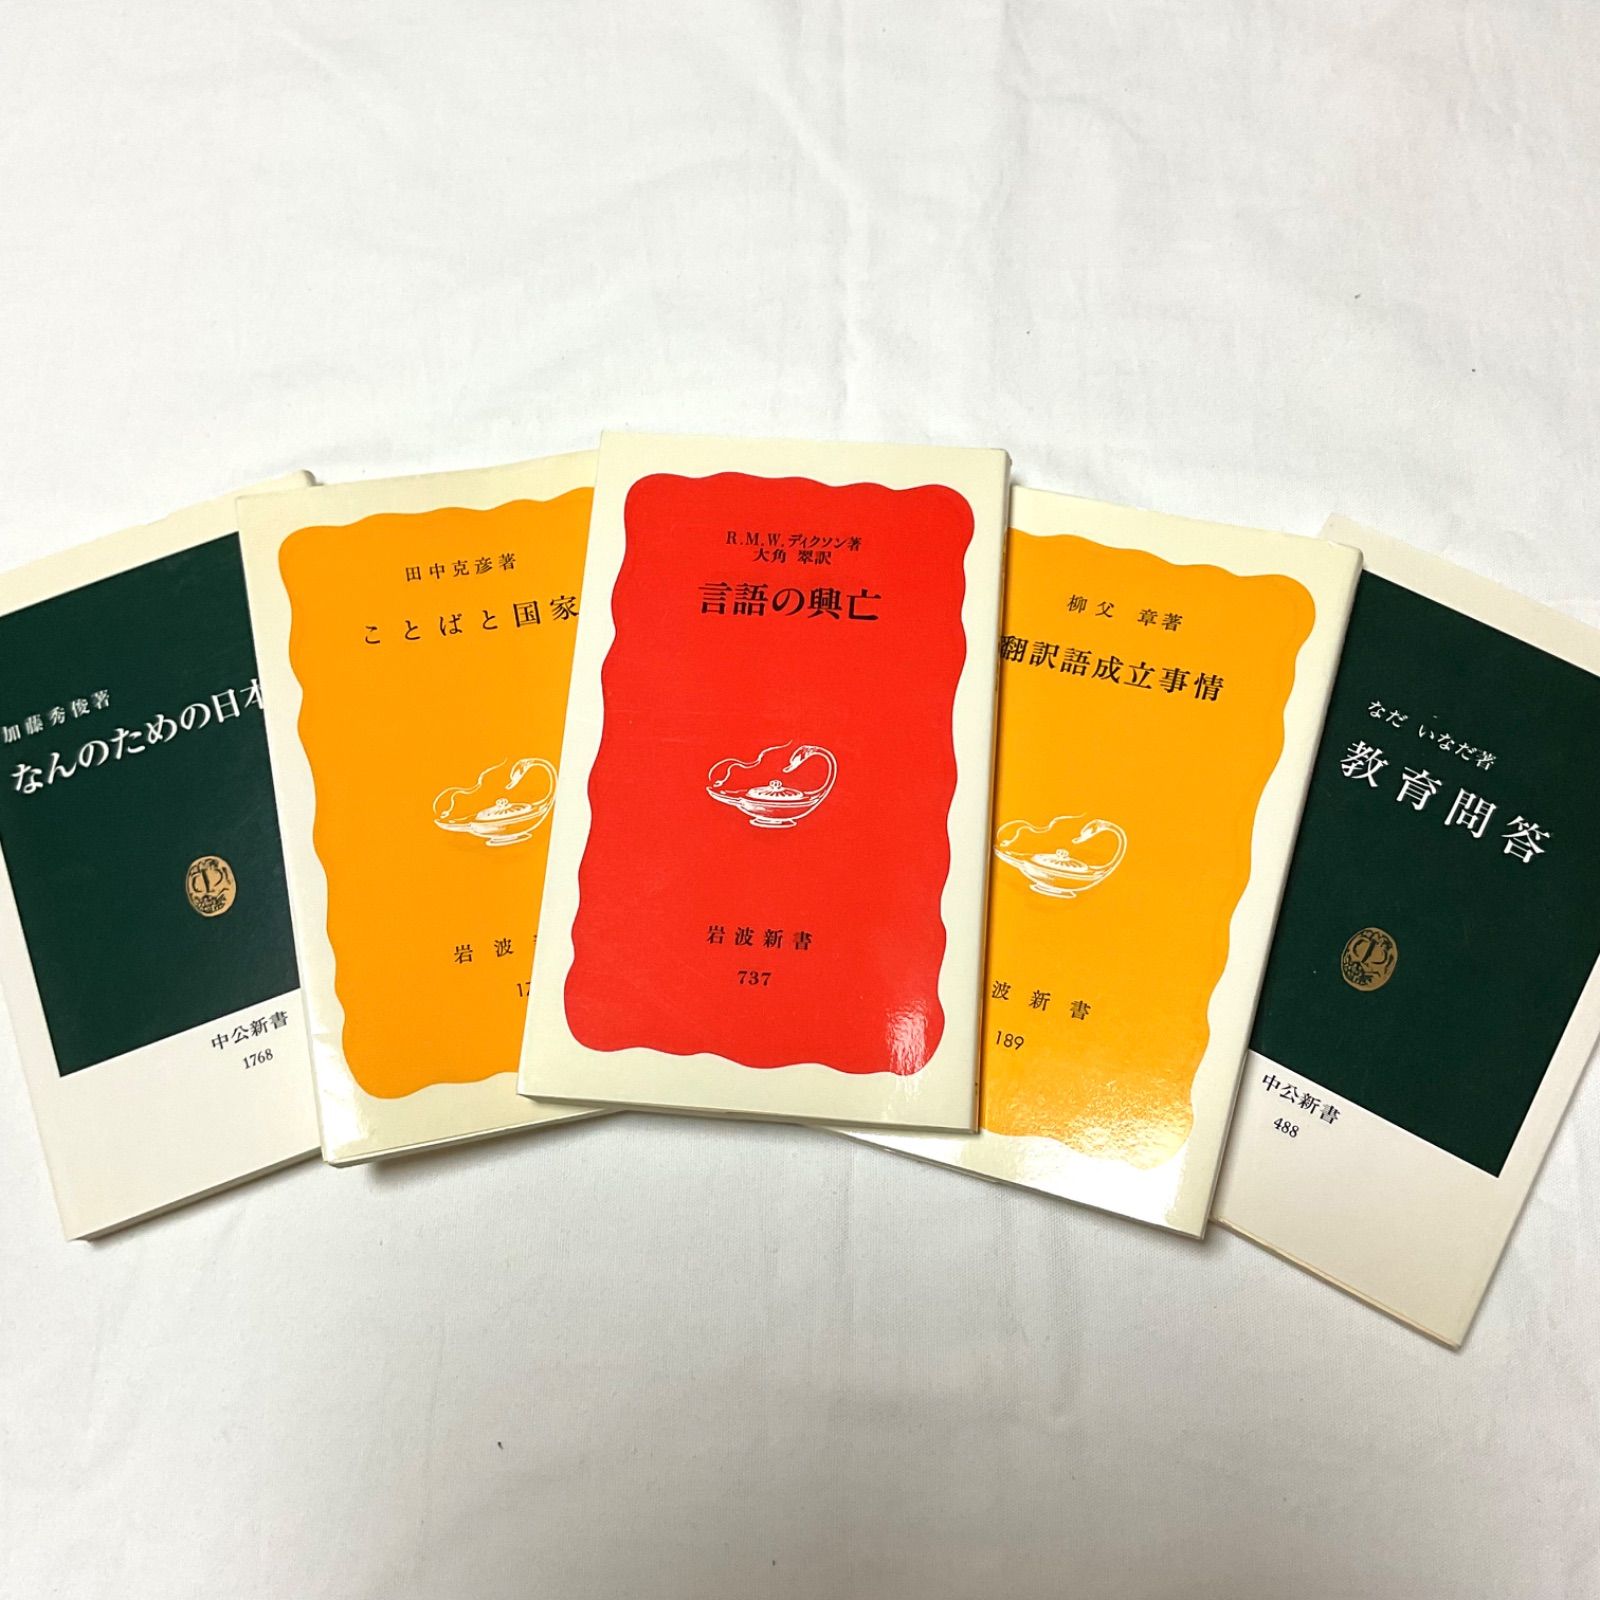 加藤秀俊著
なんのための日本
中公新書
1768
田中克彦著
ことばと国家
岩波
17
R.M.W.ディクソン著
大角 翠訳
言語の興亡
岩波新書
737
柳父 章著
翻訳語成立事情
波新書
189
なだ いなだ著
教育問答
中公新書
488